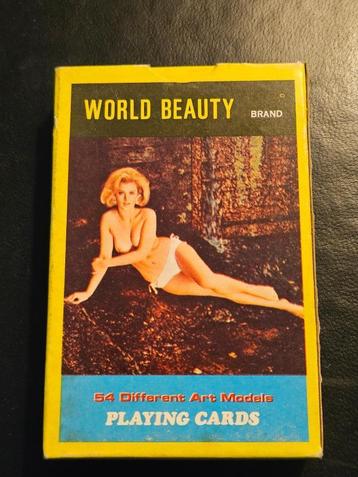 WORLD BEAUTY BRAND
54 Different Art Models
PLAYING CARDS